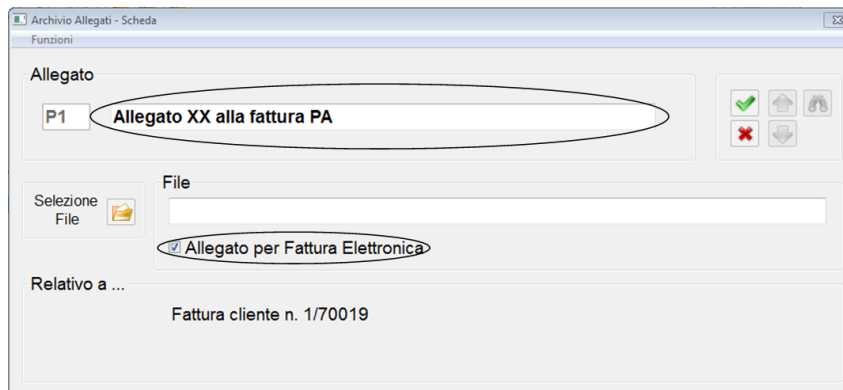 Archivio Allegati - Scheda
Funzioni
Allegato
P1
Allegato XX alla fattura PA
Selezione
File
File
Allegato per Fattura Elettronica
Relativo a ...
Fattura cliente n. 1/70019